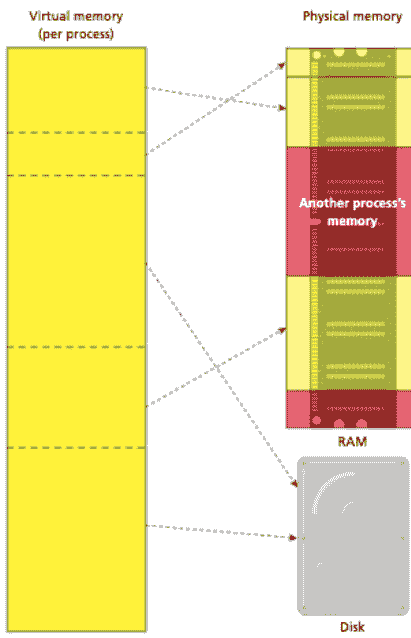 Virtual memory
(per process)
Physical memory
Another process's
memory
RAM
Disk